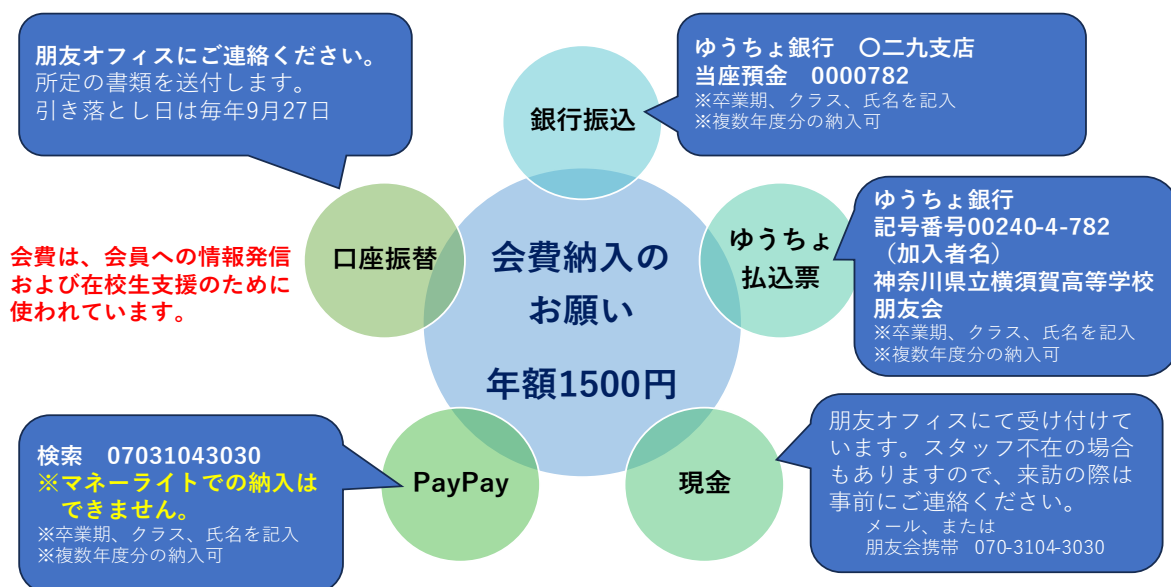 会費納入の
お願い
年額1500円
銀行振込
ゆうちょ銀行　〇二九支店
当座預金　0000782
※卒業期、クラス、氏名を記入
※複数年度分の納入可
ゆうちょ
払込票
ゆうちょ銀行
記号番号00240-4-782
（加入者名）
神奈川県立横須賀高等学校
朋友会
※卒業期、クラス、氏名を記入
※複数年度分の納入可
現金
朋友オフィスにて受け付けて
います。スタッフ不在の場合
もありますので、来訪の際は
事前にご連絡ください。
メール、または
朋友会携帯　070-3104-3030
PayPay
検索　07031043030
※マネーライトでの納入は
できません。
※卒業期、クラス、氏名を記入
※複数年度分の納入可
口座振替
朋友オフィスにご連絡ください。
所定の書類を送付します。
引き落とし日は毎年9月27日
会費は、会員への情報発信
および在校生支援のために
使われています。